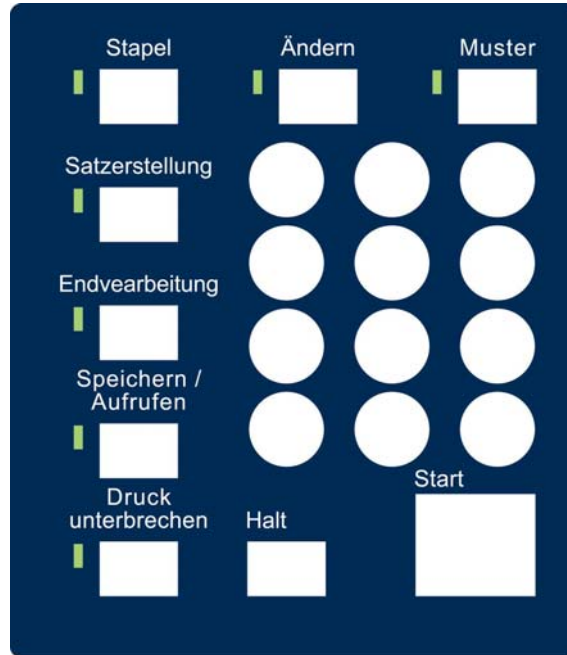 Stapel
Ändern
Muster
Satzerstellung
Endvearbeitung
Speichern /
Aufrufen
Druck
unterbrechen
Halt
Start